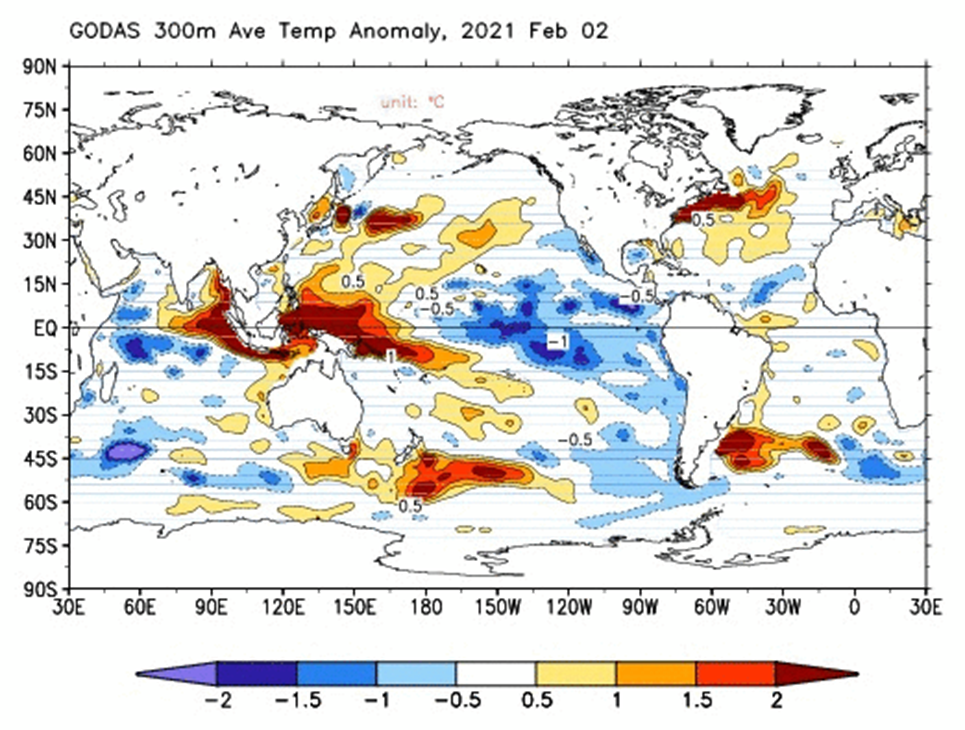 GODAS 300m Ave Temp Anomaly, 2021 Feb 02
90N
unit: °C
75N
60N
45N
0.5
30N
15N
0.5
0.5
-0.5
-0.5
EQ
-1
1
15S
30S
-0.5
45S
60S
0.5
75S
90S
30E 60E 90E 120E 150E 180 150W 120W 90W 60W 30W 0 30E
-2 -1.5 -1 -0.5 0.5 1 1.5 2